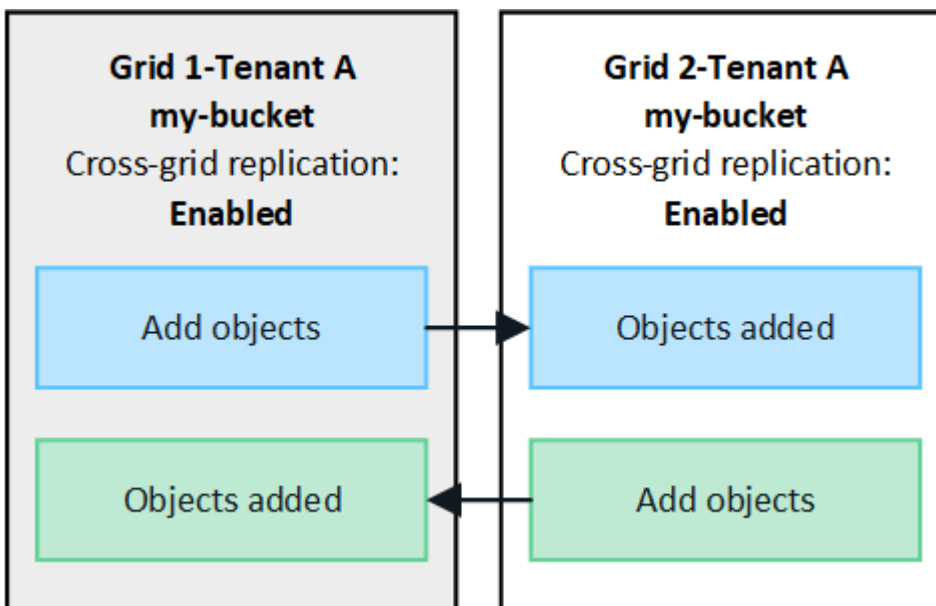 Grid 1-Tenant A
my-bucket
Cross-grid replication:
Enabled
Add objects
Objects added
Grid 2-Tenant A
my-bucket
Cross-grid replication:
Enabled
Objects added
Add objects